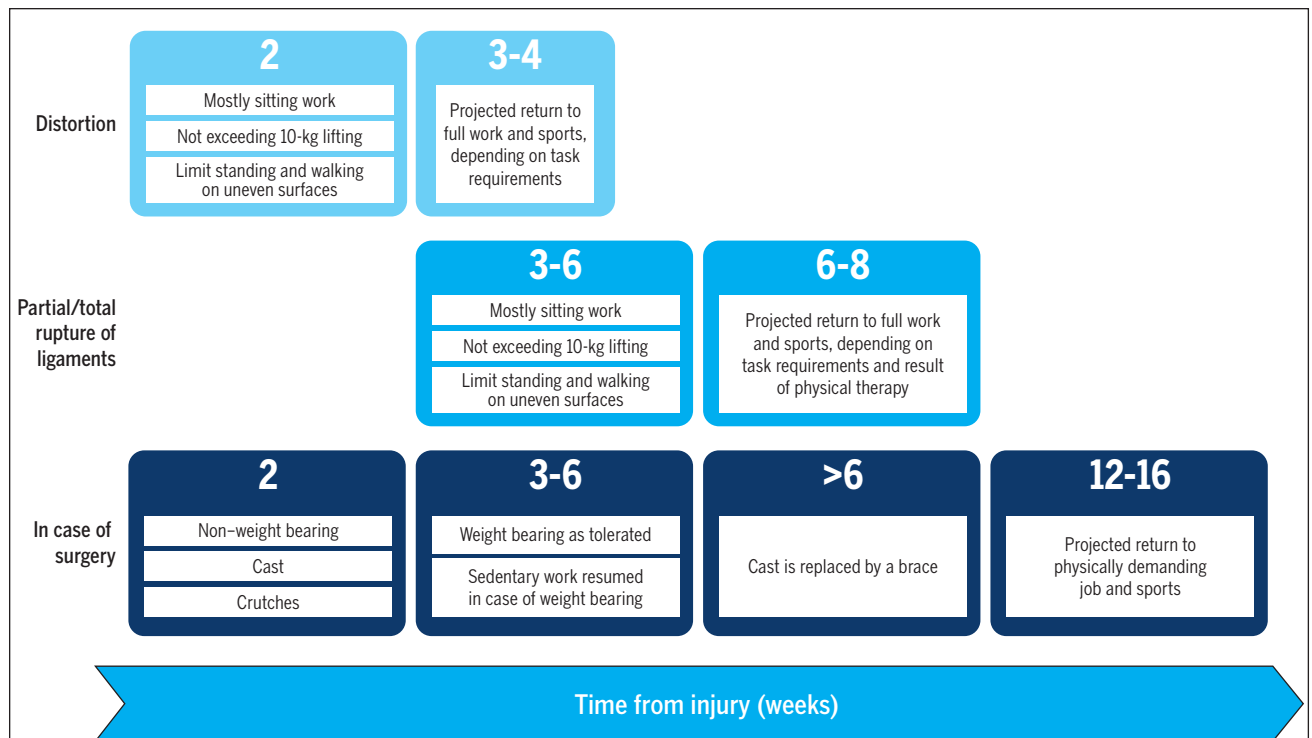 2
3-4
Distortion
Mostly sitting work
Not exceeding 10-kg lifting
Limit standing and walking
on uneven surfaces
Projected return to
full work and sports,
depending on task
requirements
Partial/total
rupture of
ligaments
3-6
6-8
Mostly sitting work
Not exceeding 10-kg lifting
Limit standing and walking
on uneven surfaces
Projected return to full work
and sports, depending on
task requirements and result
of physical therapy
In case of
surgery
2
3-6
>6
12-16
Non–weight bearing
Cast
Crutches
Weight bearing as tolerated
Sedentary work resumed
in case of weight bearing
Cast is replaced by a brace
Projected return to
physically demanding
job and sports
Time from injury (weeks)